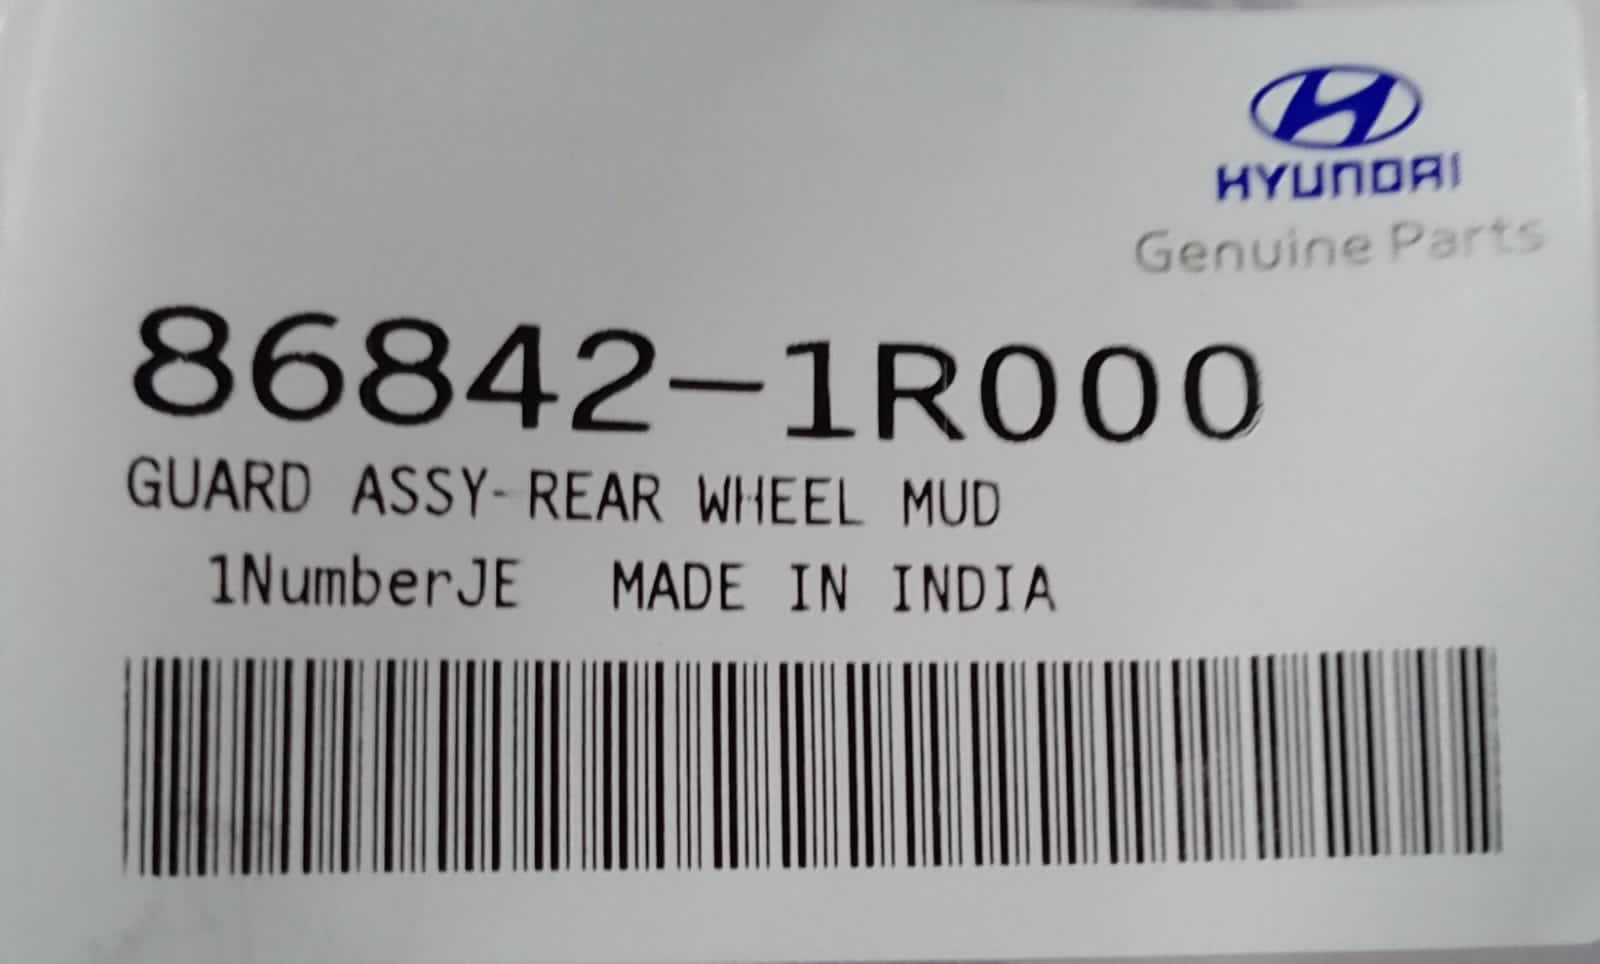 HYUNDAI
Genuine Parts
86842-1R000
GUARD ASSY-REAR WHEEL MUD
1NumberJE MADE IN INDIA